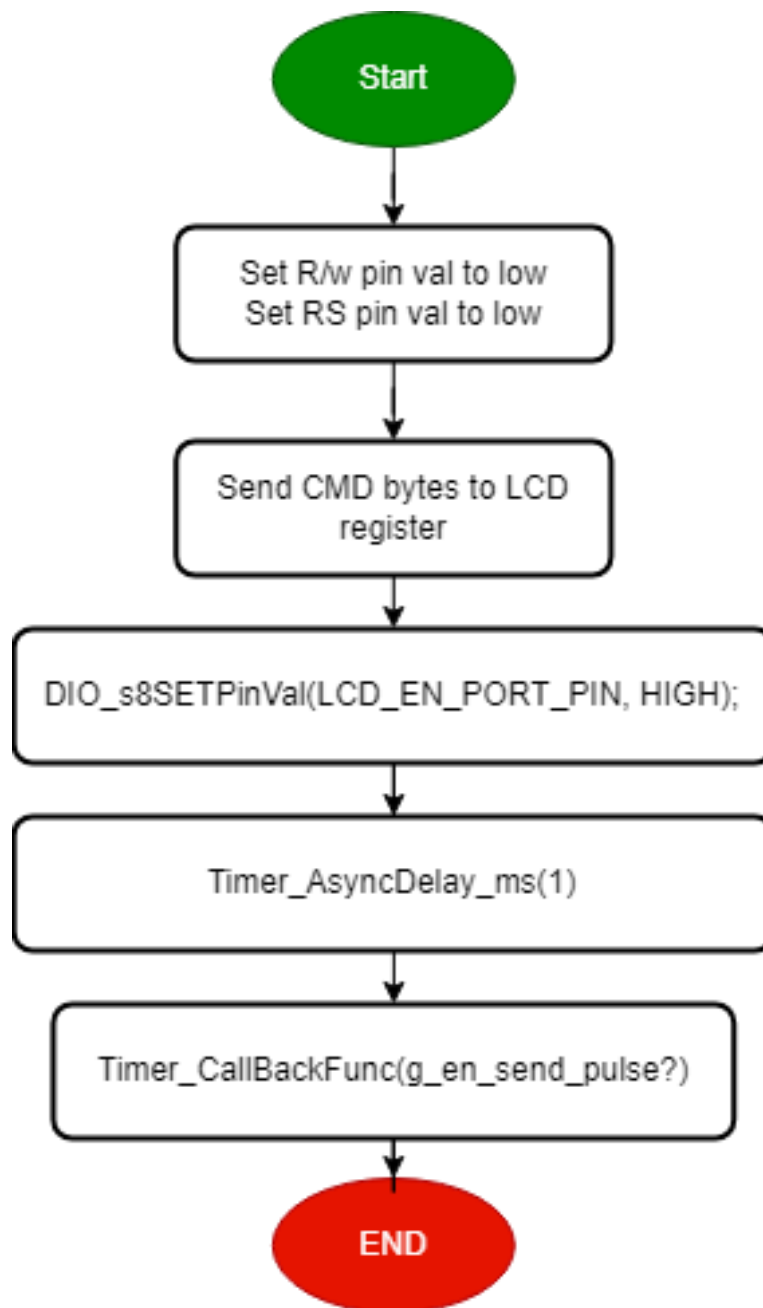 Start
Set R/w pin val to low
Set RS pin val to low
Send CMD bytes to LCD
register
DIO_s8SETPinVal(LCD_EN_PORT_PIN, HIGH);
Timer_AsyncDelay_ms(1)
Timer_CallBackFunc(g_en_send_pulse?)
END